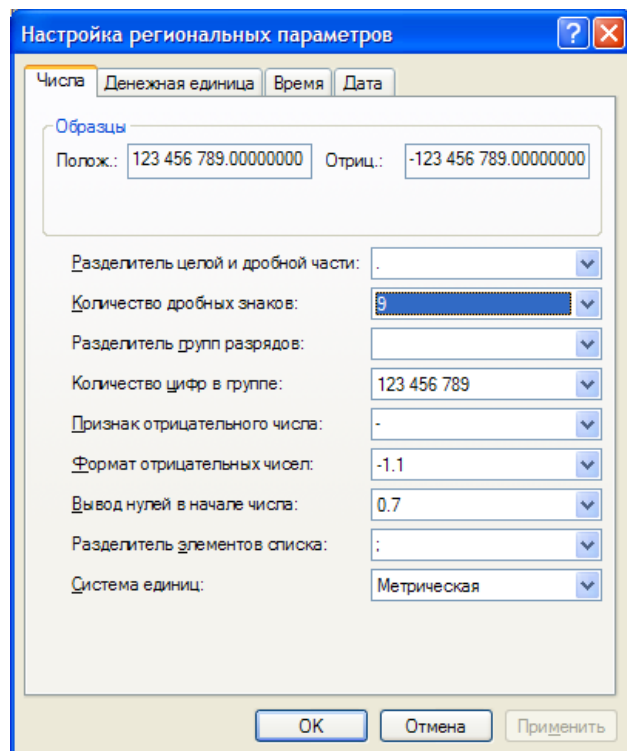 Настройка региональных параметров
Числа Денежная единица Время Дата
Образцы
Полож.: 123 456 789.00000000 Отриц.: -123 456 789.00000000
Разделитель целой и дробной части: .
Количество дробных знаков: 9
Разделитель групп разрядов:
Количество цифр в группе: 123 456 789
Признак отрицательного числа: -
Формат отрицательных чисел: -1.1
Вывод нулей в начале числа: 0.7
Разделитель элементов списка: ;
Система единиц: Метрическая
OK Отмена Применить